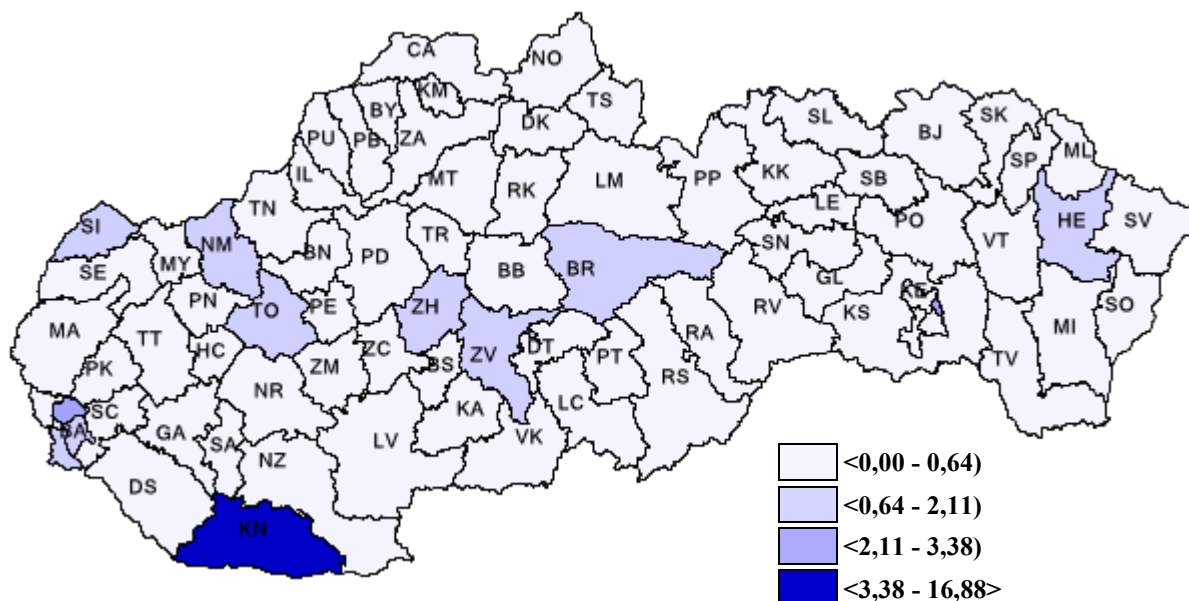 CA
NO
KM
TS
BY
PU
PB
ZA
DK
SL
BJ
SK
ML
SP
IL
MT
RK
LM
PP
KK
SB
LE
PO
HE
SV
VT
TN
SI
NM
BN
PD
TR
BB
BR
SN
GL
SE
MY
PN
TO
PE
ZH
RV
KS
KE
SO
MI
MA
TT
HC
ZM
ZC
BS
ZV
DT
PT
RA
RS
TV
PK
NR
KA
LC
SC
BA
GA
SA
NZ
LV
VK
DS
KN
<0,00 - 0,64)
<0,64 - 2,11)
<2,11 - 3,38)
<3,38 - 16,88>